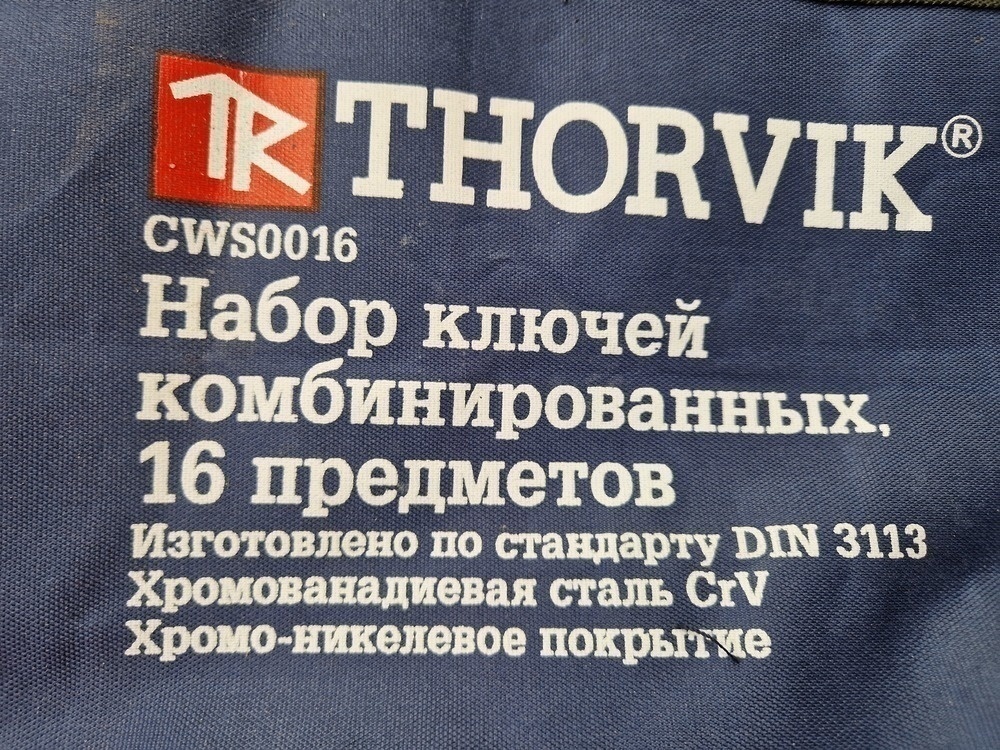 TR THORVIK®
CWS0016
Набор ключей
комбинированных,
16 предметов
Изготовлено по стандарту DIN 3113
Хромованадиевая сталь CrV
Хромо-никелевое покрытие